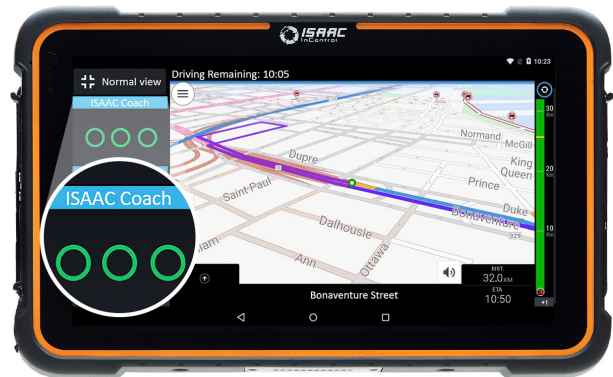 ISAAC
InControl
10:23
Normal view
Driving Remaining: 10:05
ISAAC Coach
30
Km
Normand
McGill
King
Queen
Dupre
20
Km
Prince
Saint-Paul
ISAAC Coach
Duke
Bonaventure
Dalhousie
10
Km
Ann
Ottawa
DIST.
32.0 KM
ETA
Bonaventure Street
10:50
+1